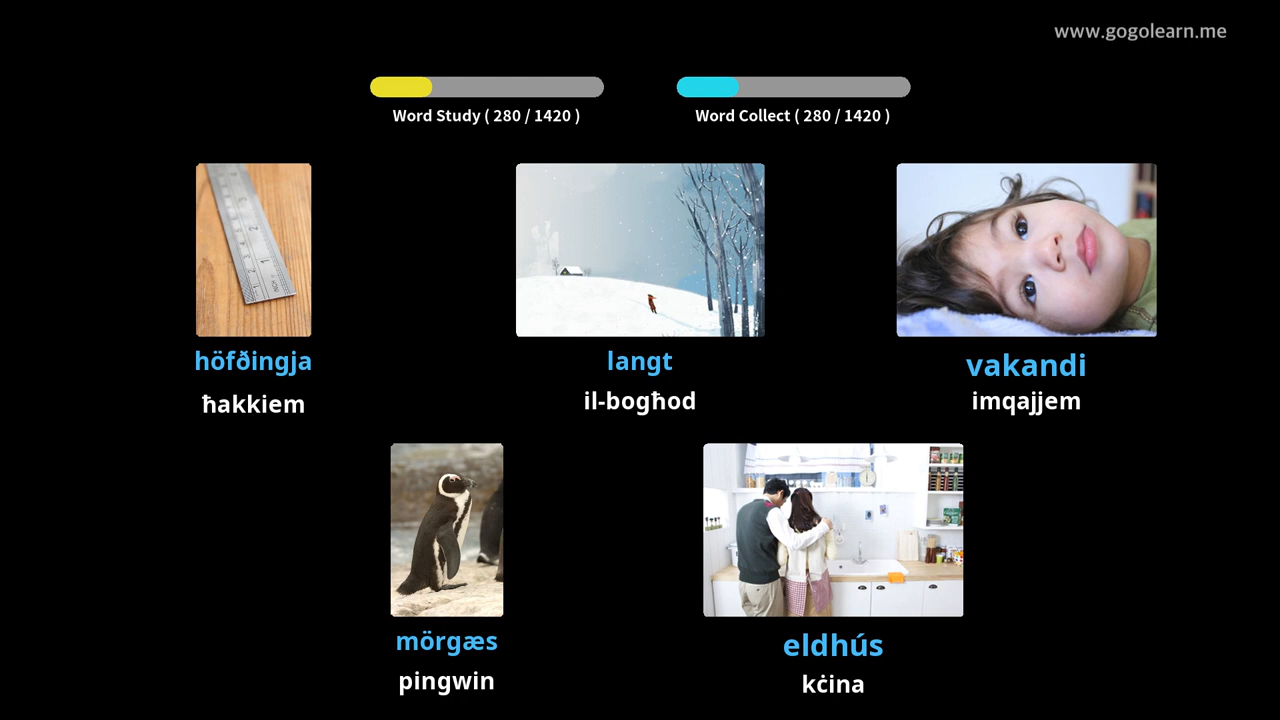 www.gogolearn.me
Word Study ( 280 / 1420 )
Word Collect ( 280 / 1420 )
höfðingja
ħakkiem
langt
il-bogħod
vakandi
imqajjem
mörgæs
pingwin
eldhús
kċina